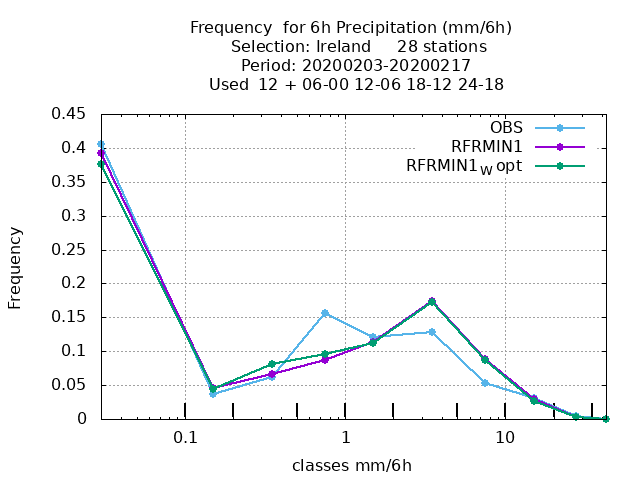 Frequency  for 6h Precipitation (mm/6h)
Selection: Ireland     28 stations
Period: 20200203-20200217
Used  12 + 06-00 12-06 18-12 24-18
OBS
RFRMIN1
RFRMIN1_W opt
0.45
0.4
0.35
0.3
0.25
0.2
0.15
0.1
0.05
0
Frequency
0.1
1
10
classes mm/6h